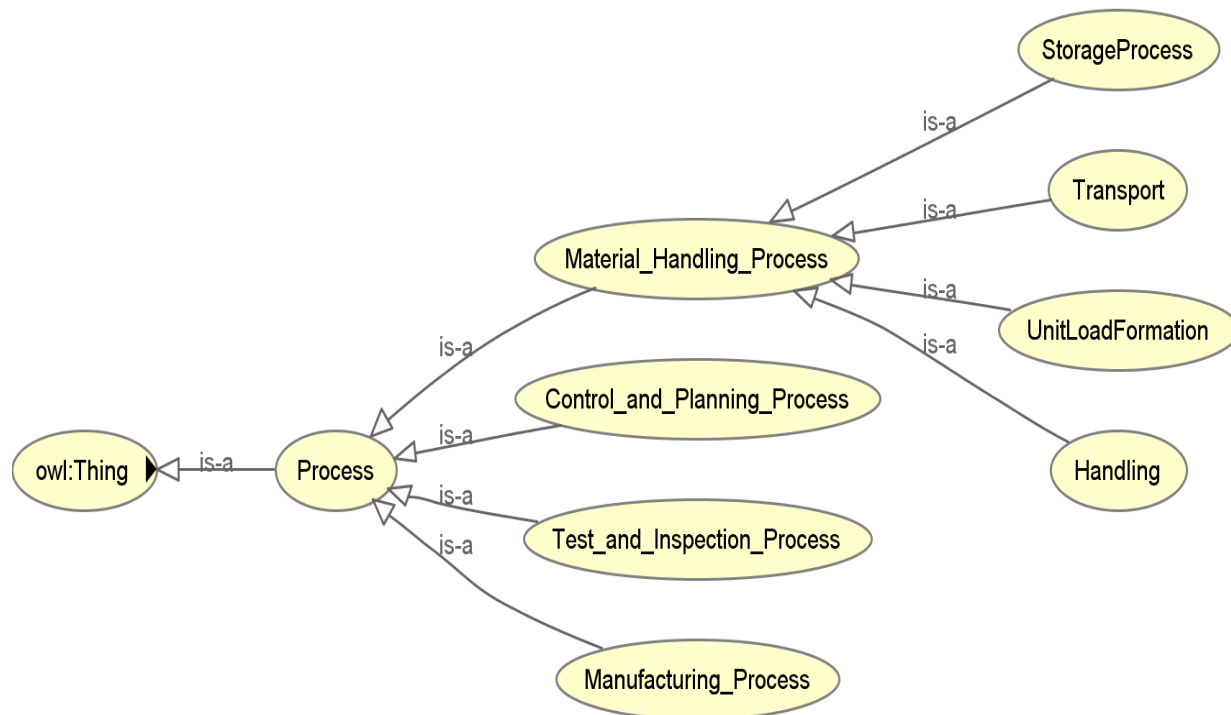 StorageProcess
is-a
Transport
is-a
Material_Handling_Process
is-a
UnitLoadFormation
is-a
is-a
Control_and_Planning_Process
is-a
owl:Thing
is-a
Process
Handling
is-a
Test_and_Inspection_Process
is-a
Manufacturing_Process